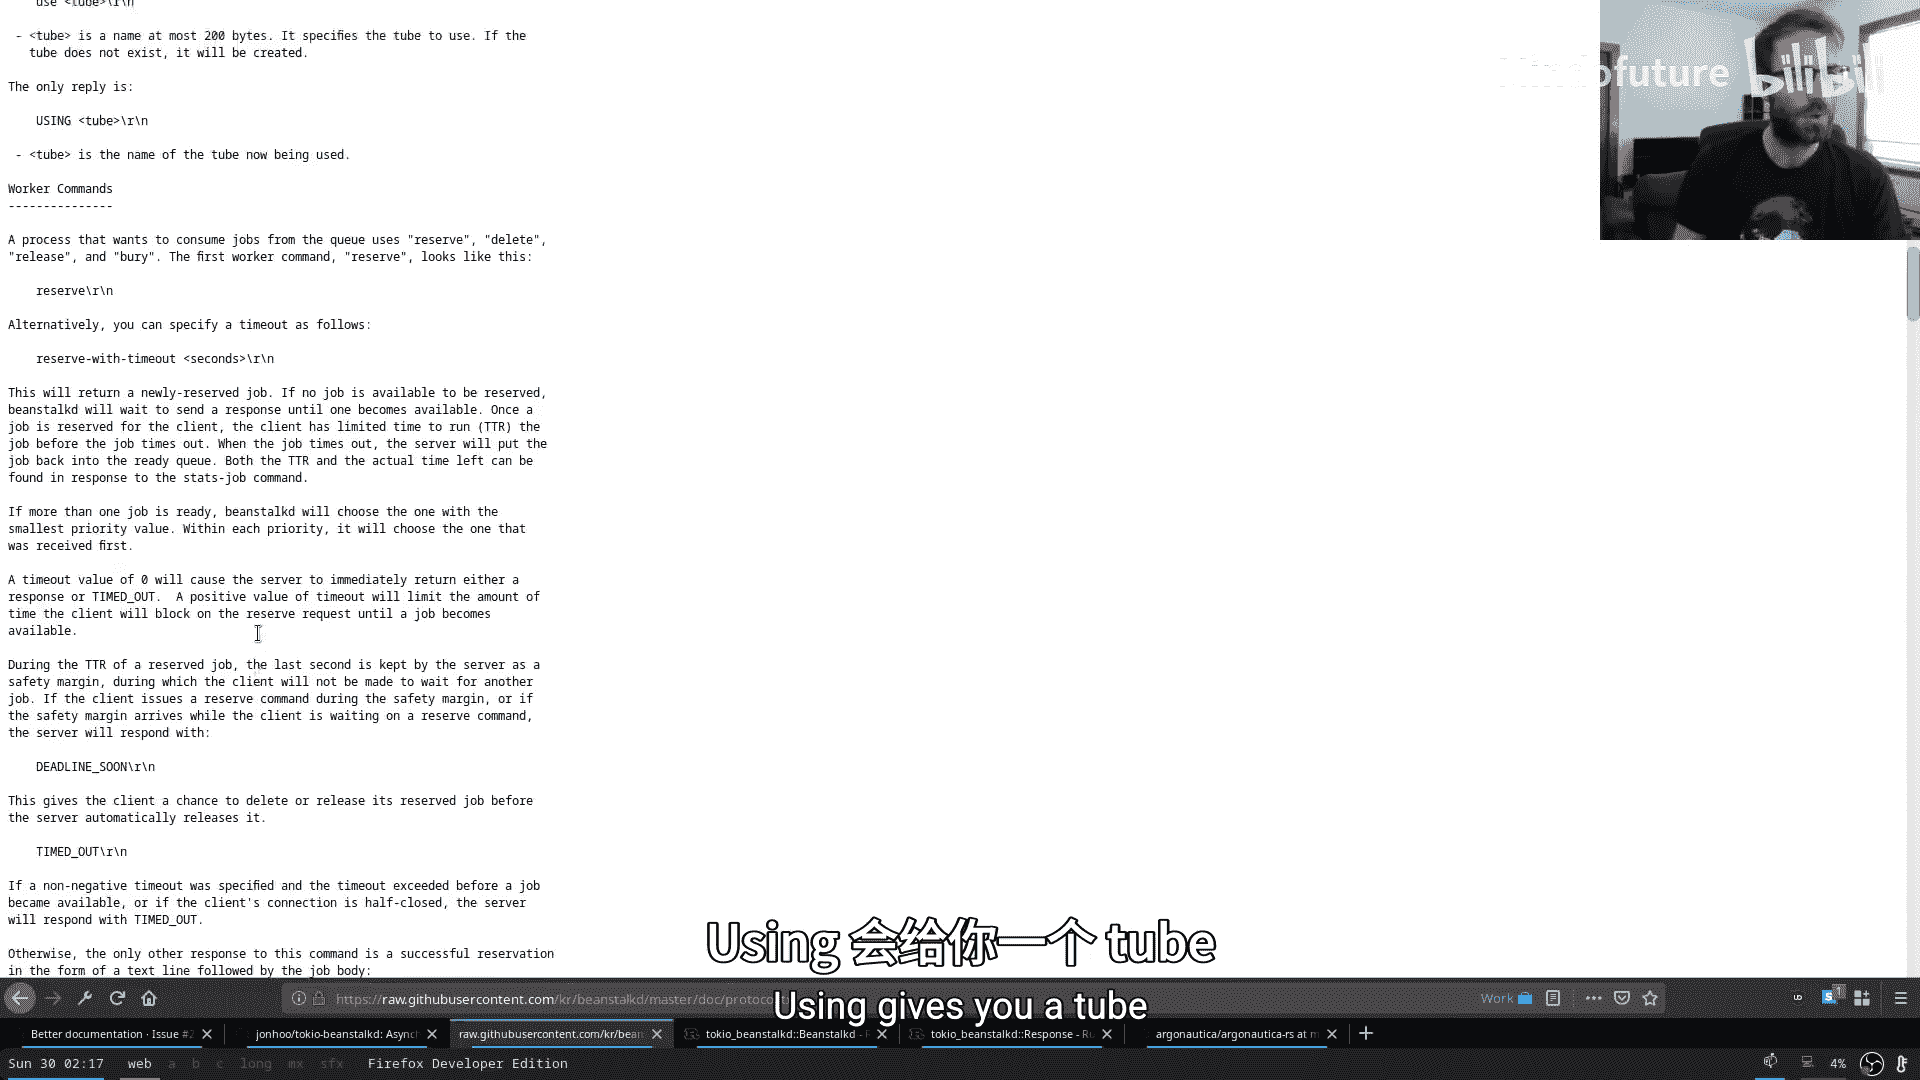 use <tube>\r\n
- <tube> is a name at most 200 bytes. It specifies the tube to use. If the
tube does not exist, it will be created.
The only reply is:
USING <tube>\r\n
- <tube> is the name of the tube now being used.
Worker Commands
---------------
A process that wants to consume jobs from the queue uses "reserve", "delete",
"release", and "bury". The first worker command, "reserve", looks like this:
reserve\r\n
Alternatively, you can specify a timeout as follows:
reserve-with-timeout <seconds>\r\n
This will return a newly-reserved job. If no job is available to be reserved,
beanstalkd will wait to send a response until one becomes available. Once a
job is reserved for the client, the client has limited time to run (TTR) the
job before the job times out. When the job times out, the server will put the
job back into the ready queue. Both the TTR and the actual time left can be
found in response to the stats-job command.
If more than one job is ready, beanstalkd will choose the one with the
smallest priority value. Within each priority, it will choose the one that
was received first.
A timeout value of 0 will cause the server to immediately return either a
response or TIMED_OUT.  A positive value of timeout will limit the amount of
time the client will block on the reserve request until a job becomes
available.
During the TTR of a reserved job, the last second is kept by the server as a
safety margin, during which the client will not be made to wait for another
job. If the client issues a reserve command during the safety margin, or if
the safety margin arrives while the client is waiting on a reserve command,
the server will respond with:
DEADLINE_SOON\r\n
This gives the client a chance to delete or release its reserved job before
the server automatically releases it.
TIMED_OUT\r\n
If a non-negative timeout was specified and the timeout exceeded before a job
became available, or if the client's connection is half-closed, the server
will respond with TIMED_OUT.
Otherwise, the only other response to this command is a successful reservation
in the form of a text line followed by the job body:
ofuture bilibili
Using 会给你一个 tube
Using gives you a tube
https://raw.githubusercontent.com/kr/beanstalkd/master/doc/protoco
Work
Better documentation · Issue #2
jonhoo/tokio-beanstalkd: Async
raw.githubusercontent.com/kr/bean
tokio_beanstalkd::Beanstalkd - R
tokio_beanstalkd::Response - Ru
argonautica/argonautica-rs at m
Sun 30 02:17 web a b c long mx sfx Firefox Developer Edition
4%